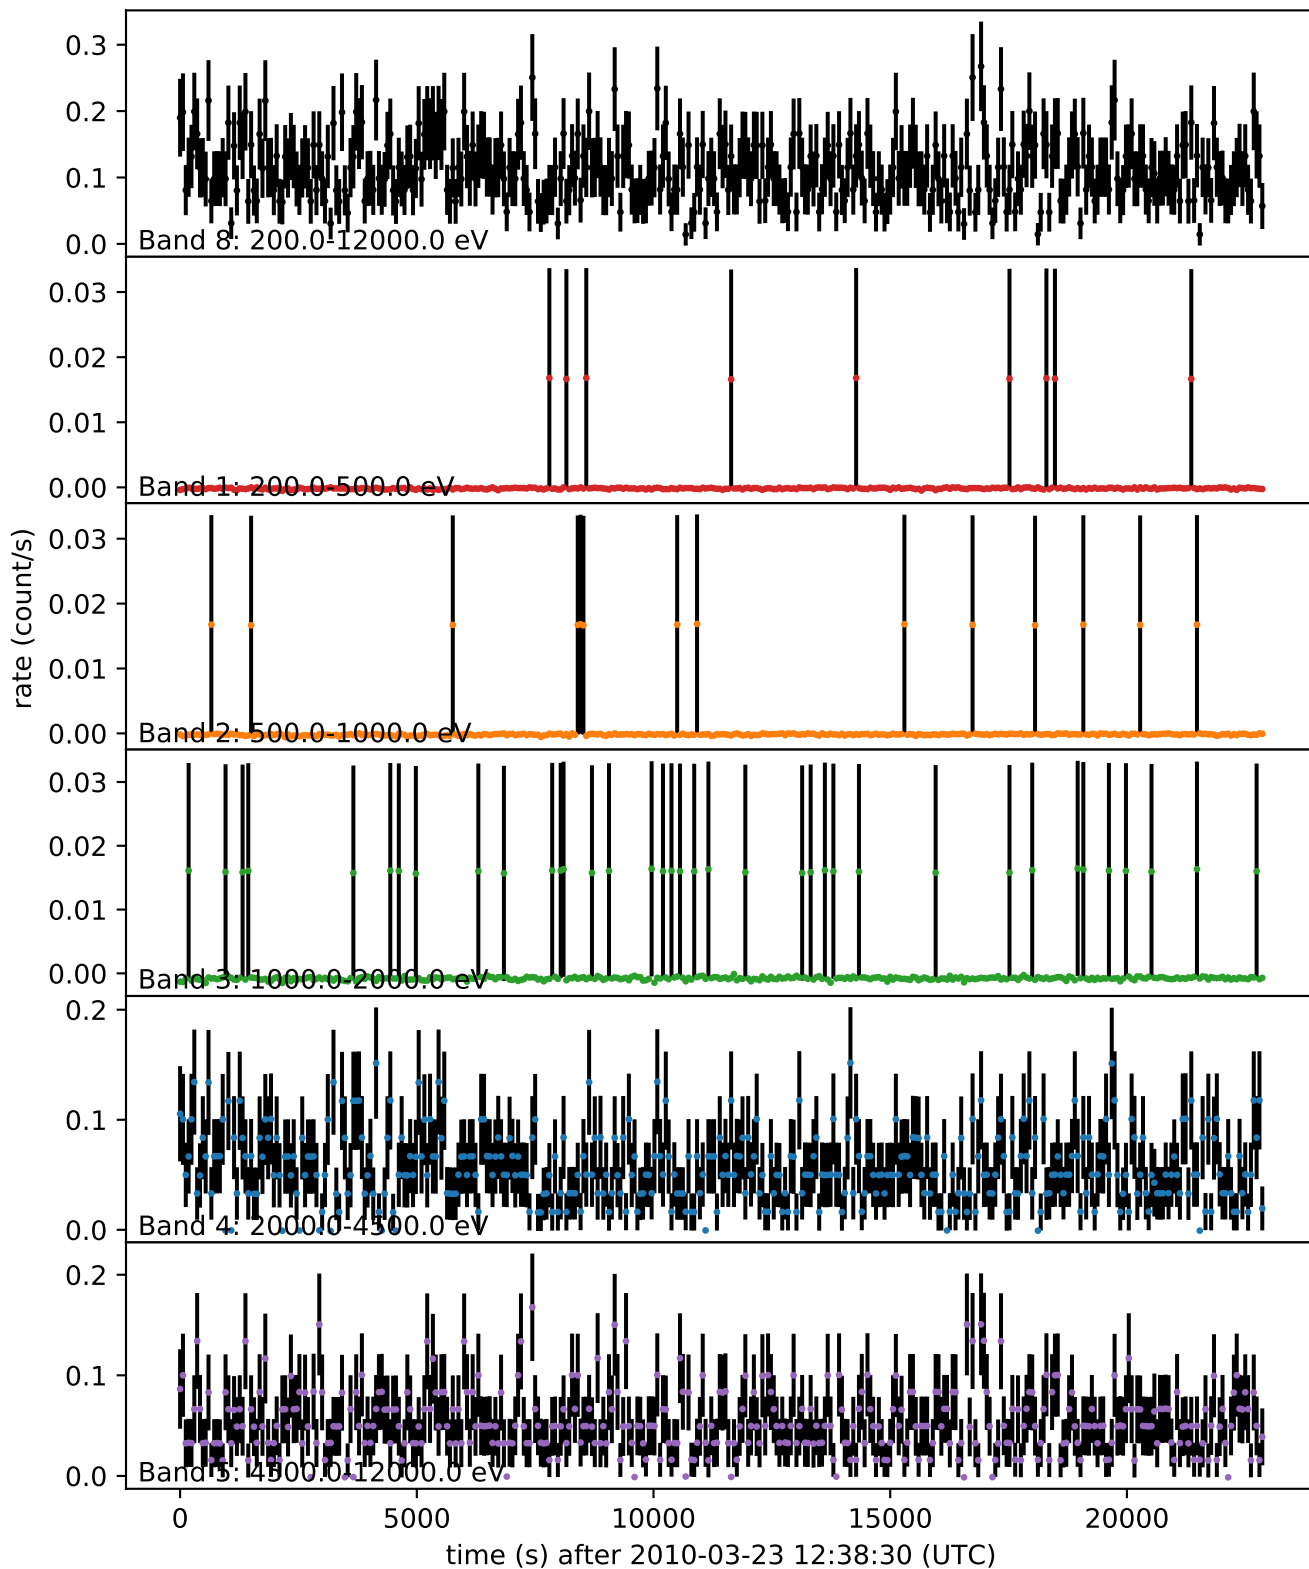 0.3
0.2
0.1
0.0
Band 8: 200.0-12000.0 eV
0.03
0.02
0.01
0.00
Band 1: 200.0-500.0 eV
rate (count/s)
0.03
0.02
0.01
0.00
Band 2: 500.0-1000.0 eV
0.03
0.02
0.01
0.00
Band 3: 1000.0-2000.0 eV
0.2
0.1
0.0
Band 4: 2000.0-4500.0 eV
0.2
0.1
0.0
Band 5: 4500.0-12000.0 eV
0 5000 10000 15000 20000
time (s) after 2010-03-23 12:38:30 (UTC)